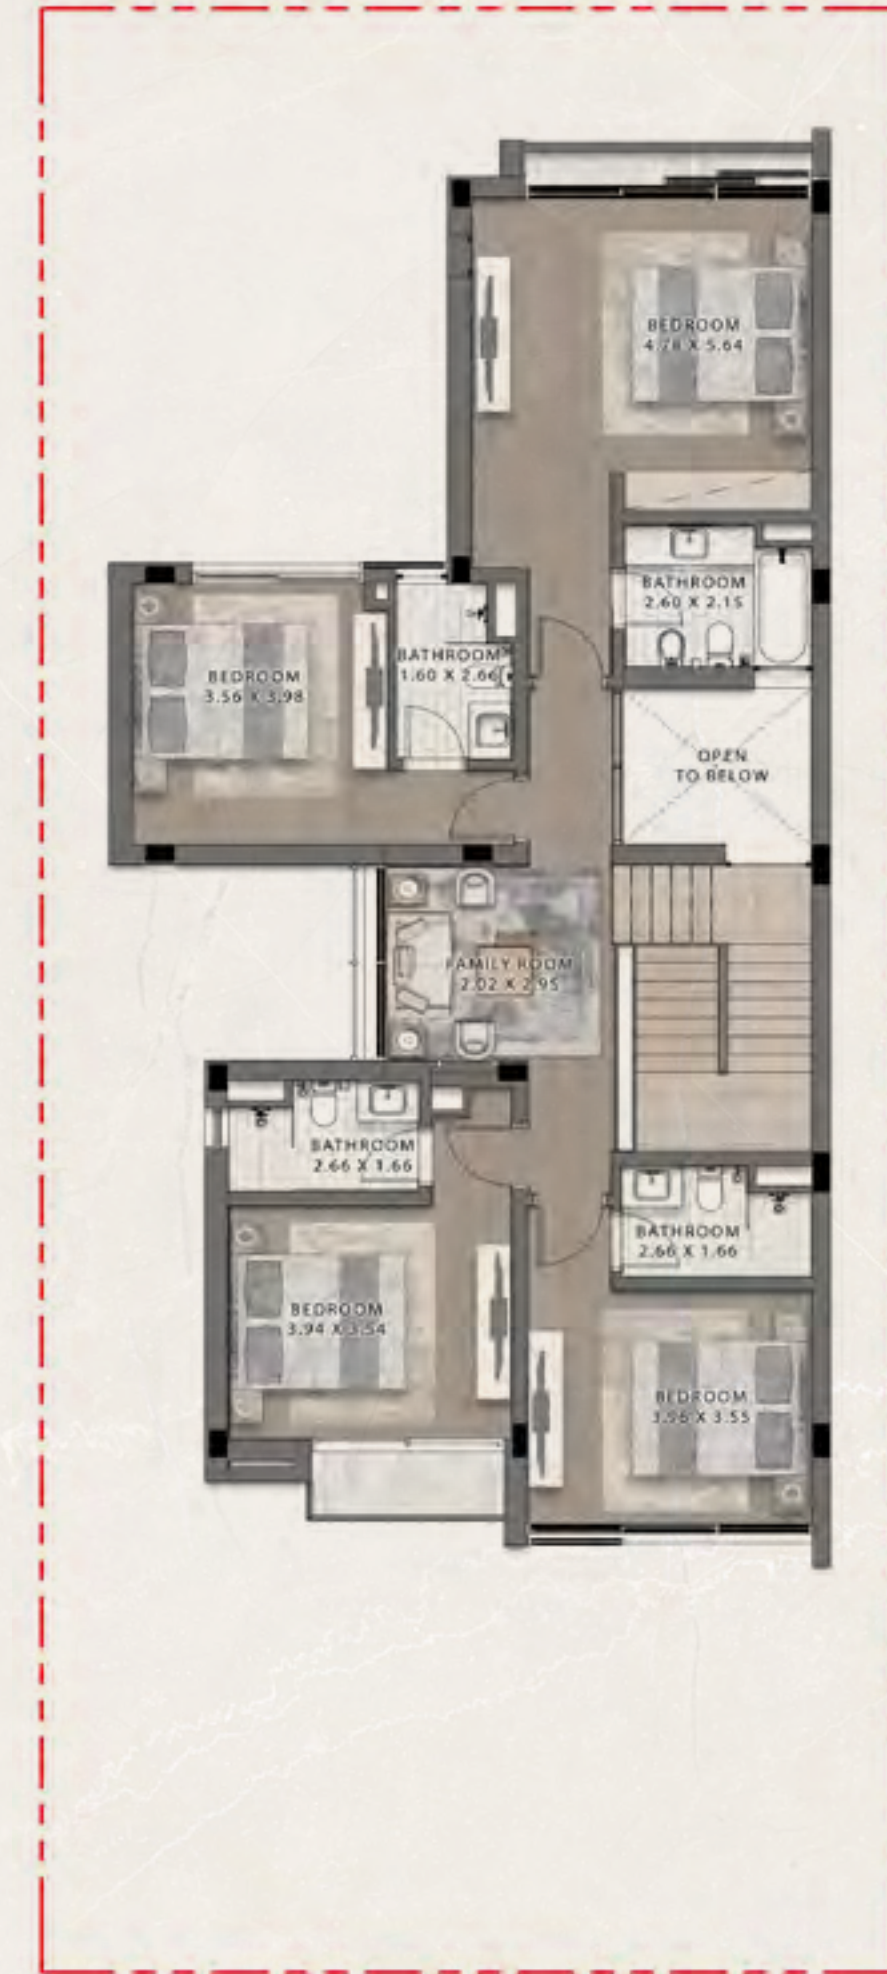 BEDROOM
4.78 X 5.64
BATHROOM
2.60 X 2.15
BATHROOM
1.60 X 2.66
BEDROOM
3.56 X 3.98
OPEN
TO BELOW
FAMILY ROOM
2.02 X 2.95
BATHROOM
2.66 X 1.66
BATHROOM
2.66 X 1.66
BEDROOM
3.94 X 3.54
BEDROOM
3.96 X 3.55